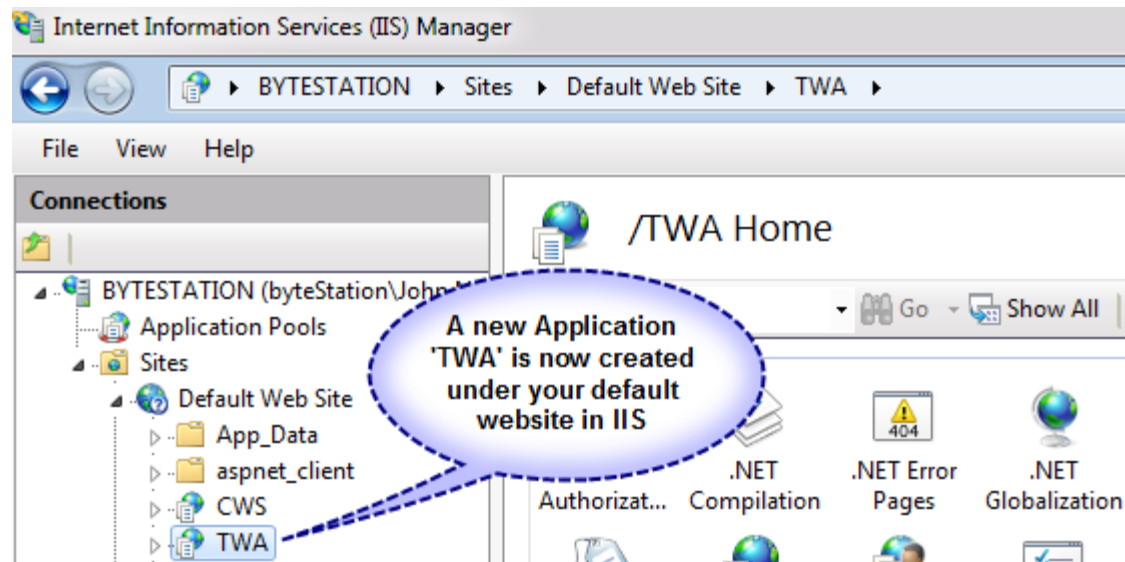 Internet Information Services (IIS) Manager
BYTESTATION Sites Default Web Site TWA
File View Help
Connections
/TWA Home
BYTESTATION (byteStation\John
Go Show All
Application Pools
A new Application
'TWA' is now created
under your default
website in IIS
Sites
Default Web Site
App_Data
aspnet_client
CWS
TWA
404
Authorizat...
.NET
Compilation
.NET Error
Pages
.NET
Globalization